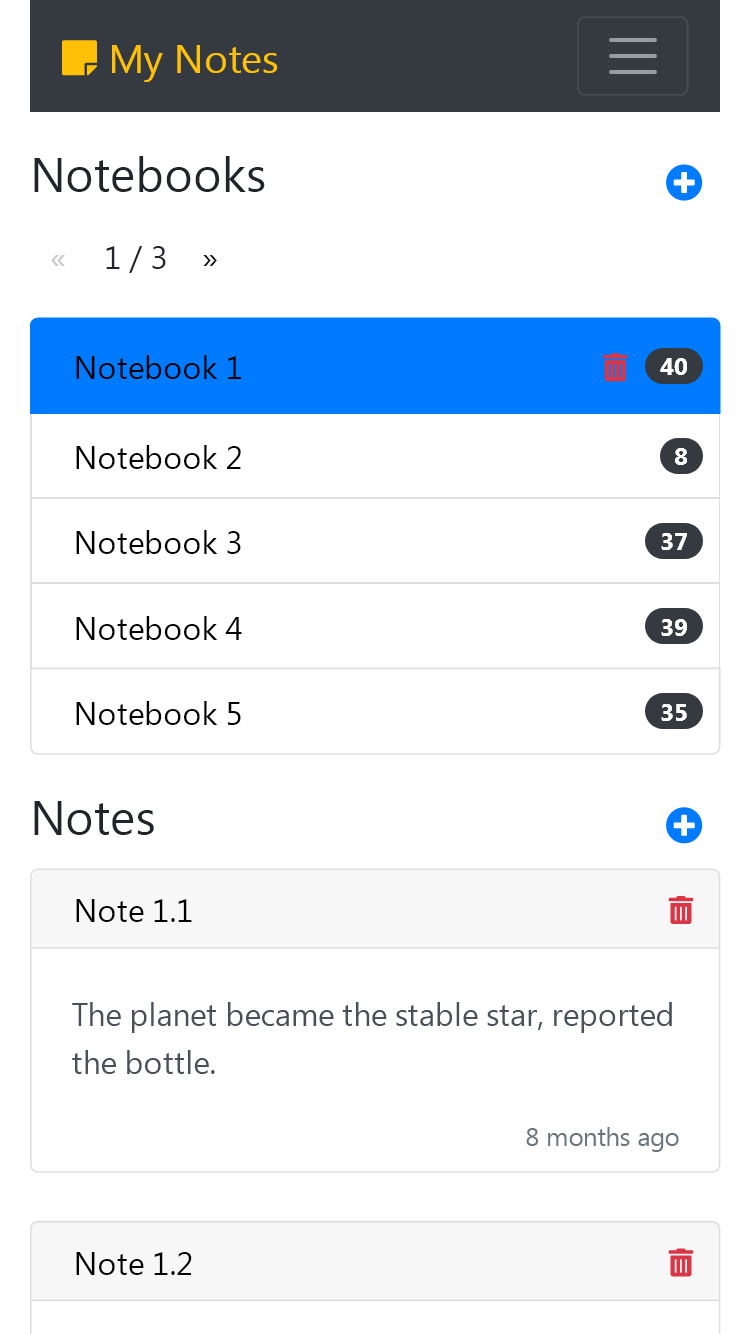 My Notes
Notebooks
« 1 / 3 »
Notebook 1 40
Notebook 2 8
Notebook 3 37
Notebook 4 39
Notebook 5 35
Notes
Note 1.1
The planet became the stable star, reported
the bottle.
8 months ago
Note 1.2